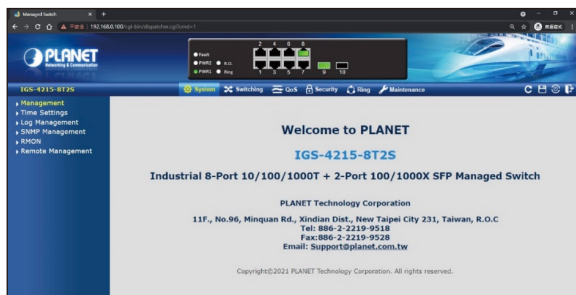 Managed Switch
192.168.0.100/cgi-bin/dispatcher.cgi?cmd=1
PLANET
Networking & Communication
Fault
PWR2 R.O.
PWR1 Ring
2 4 6 8
1 3 5 7 9 10
IGS-4215-8T2S
System Switching QoS Security Ring Maintenance
Management
Time Settings
Log Management
SNMP Management
RMON
Remote Management
Welcome to PLANET
IGS-4215-8T2S
Industrial 8-Port 10/100/1000T + 2-Port 100/1000X SFP Managed Switch
PLANET Technology Corporation
11F., No.96, Minquan Rd., Xindian Dist., New Taipei City 231, Taiwan, R.O.C
Tel: 886-2-2219-9518
Fax:886-2-2219-9528
Email: Support@planet.com.tw
Copyright©2021 PLANET Technology Corporation. All rights reserved.